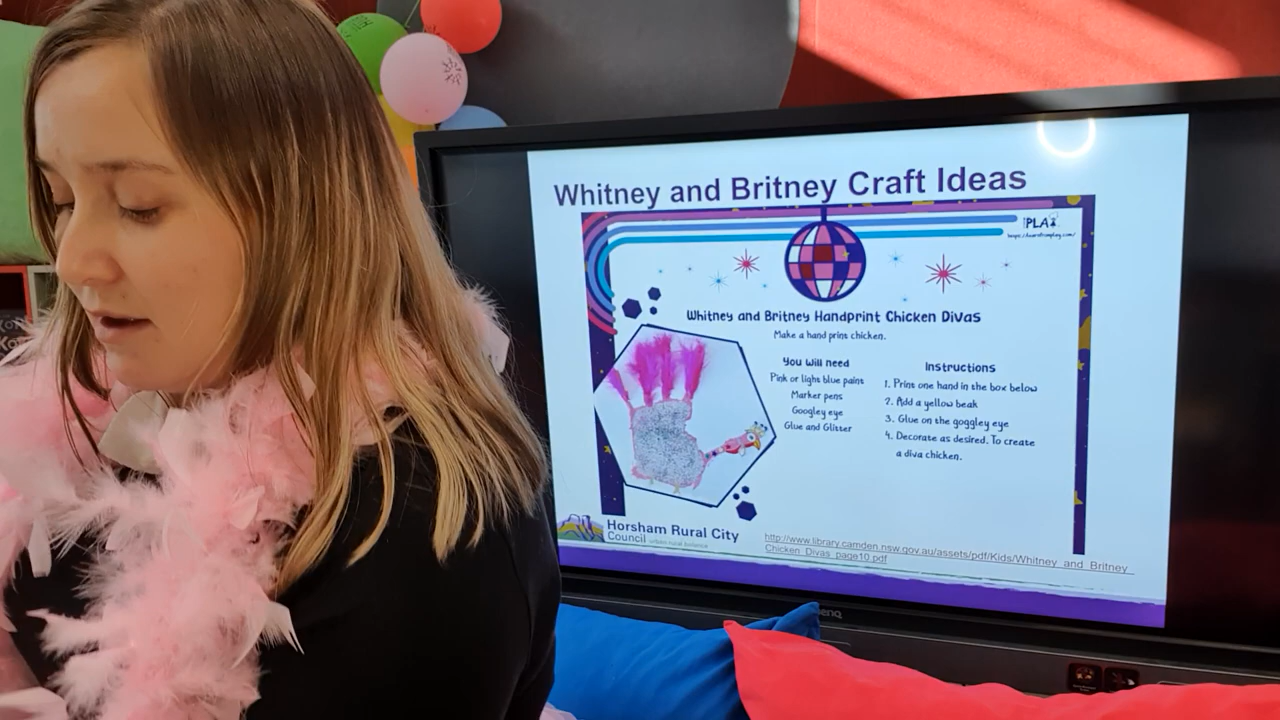 Whitney and Britney Craft Ideas
PLAY
Whitney and Britney Handprint Chicken Divas
Make a hand print chicken.
You will need
Pink or light blue paint
Marker pens
Googley eye
Glue and Glitter
Instructions
1. Print one hand in the box below
2. Add a yellow beak
3. Glue on the goggley eye
4. Decorate as desired. To create
a diva chicken.
Horsham Rural City
Council urban rural balance
http://www.library.camden.nsw.gov.au/assets/pdf/Kids/Whitney_and_Britney_
Chicken_Divas_page10.pdf
BenQ